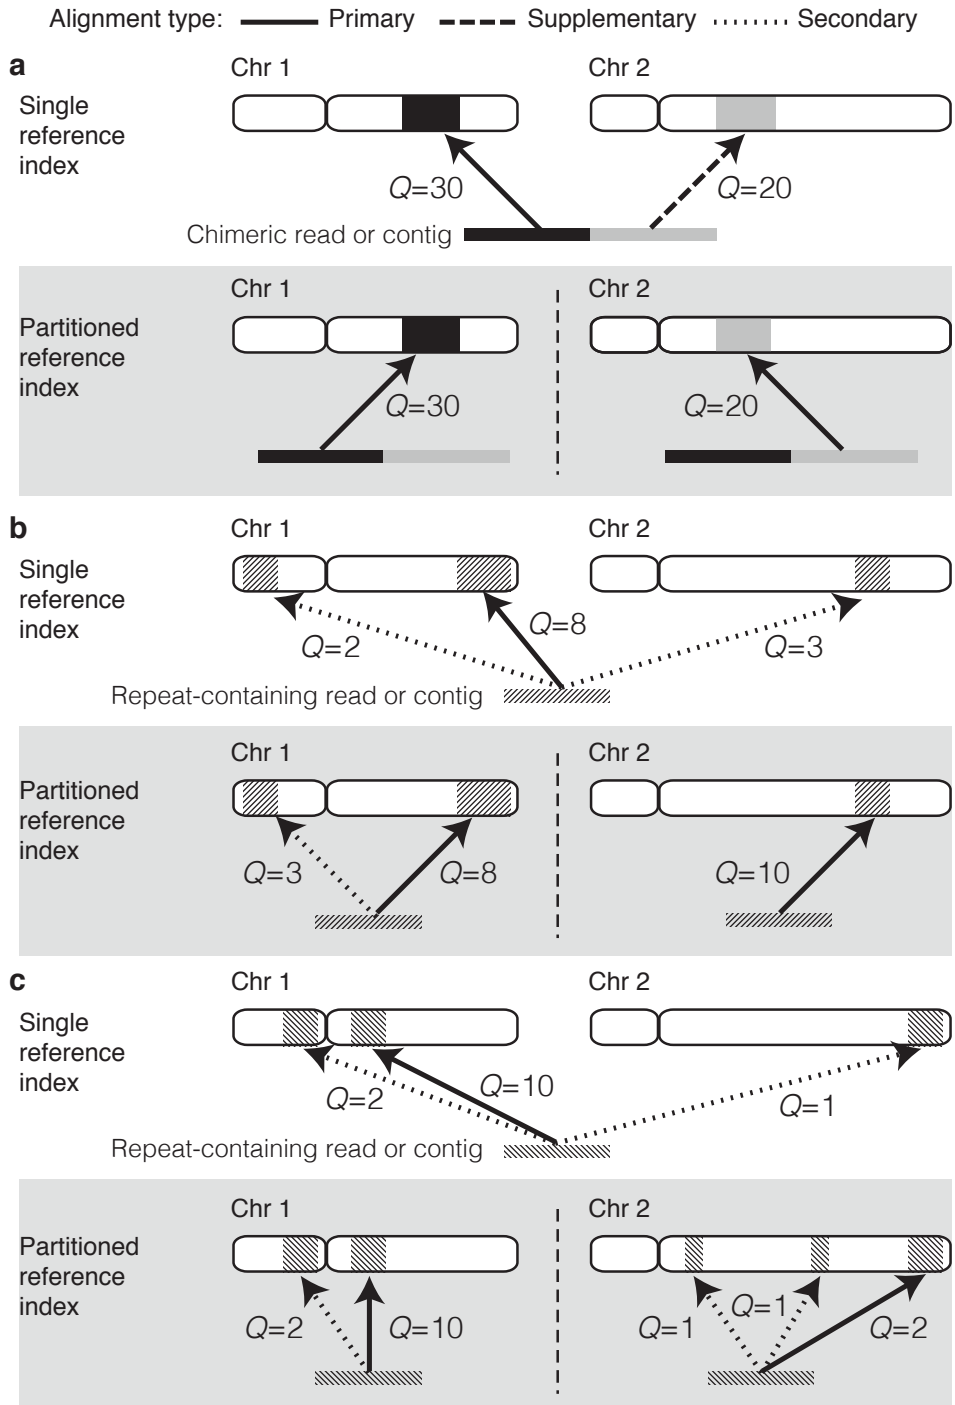 Alignment type: Primary Supplementary Secondary
a
Chr 1 Chr 2
Single
reference
index
Q=30 Q=20
Chimeric read or contig
Chr 1 Chr 2
Partitioned
reference
index
Q=30 Q=20
b
Chr 1 Chr 2
Single
reference
index
Q=2 Q=8 Q=3
Repeat-containing read or contig
Chr 1 Chr 2
Partitioned
reference
index
Q=3 Q=8 Q=10
c
Chr 1 Chr 2
Single
reference
index
Q=2 Q=10 Q=1
Repeat-containing read or contig
Chr 1 Chr 2
Partitioned
reference
index
Q=2 Q=10 Q=1 Q=1 Q=2